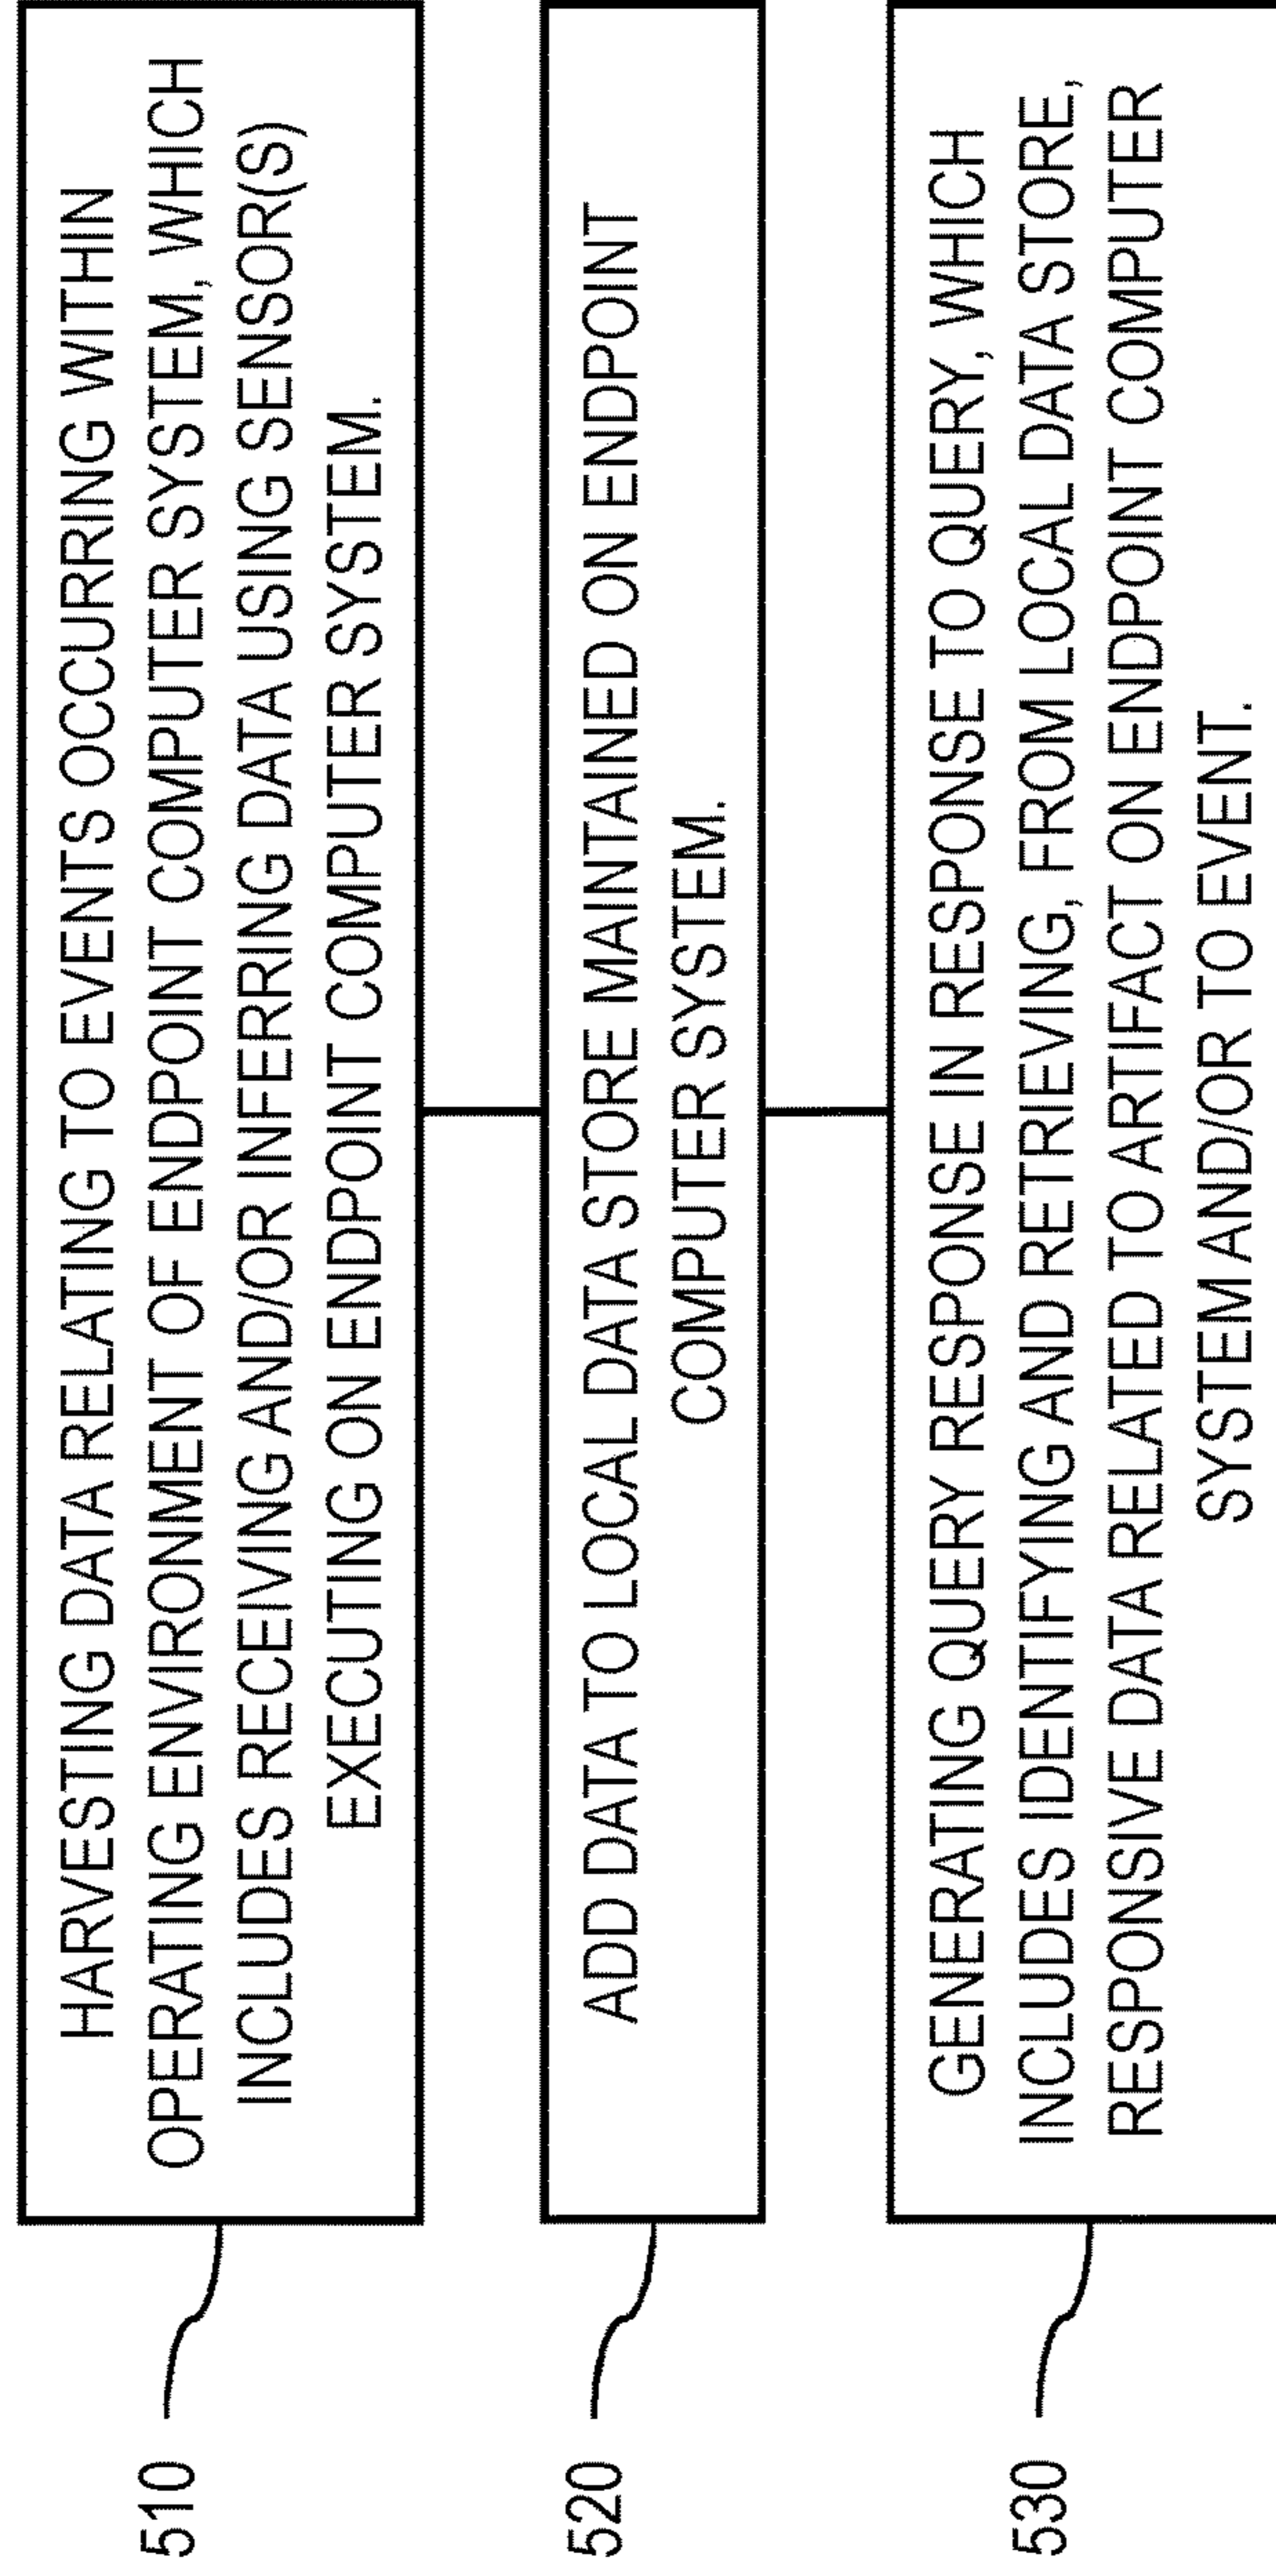 510
HARVESTING DATA RELATING TO EVENTS OCCURRING WITHIN
OPERATING ENVIRONMENT OF ENDPOINT COMPUTER SYSTEM, WHICH
INCLUDES RECEIVING AND/OR INFERRING DATA USING SENSOR(S)
EXECUTING ON ENDPOINT COMPUTER SYSTEM.
520
ADD DATA TO LOCAL DATA STORE MAINTAINED ON ENDPOINT
COMPUTER SYSTEM.
530
GENERATING QUERY RESPONSE IN RESPONSE TO QUERY, WHICH
INCLUDES IDENTIFYING AND RETRIEVING, FROM LOCAL DATA STORE,
RESPONSIVE DATA RELATED TO ARTIFACT ON ENDPOINT COMPUTER
SYSTEM AND/OR TO EVENT.